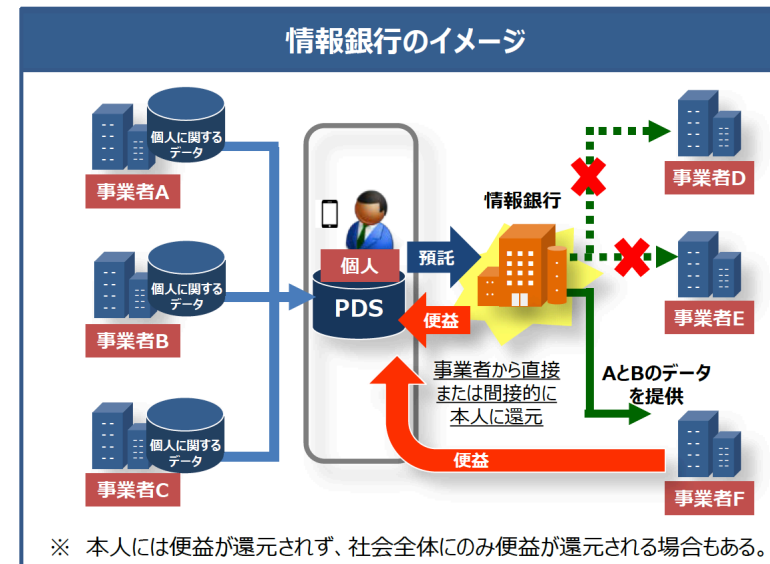 情報銀行のイメージ
個人に関する
データ
事業者A
個人に関する
データ
事業者B
個人に関する
データ
事業者C
個人
PDS
預託
便益
情報銀行
事業者から直接
または間接的に
本人に還元
便益
AとBのデータ
を提供
事業者D
事業者E
事業者F
※ 本人には便益が還元されず、社会全体にのみ便益が還元される場合もある。